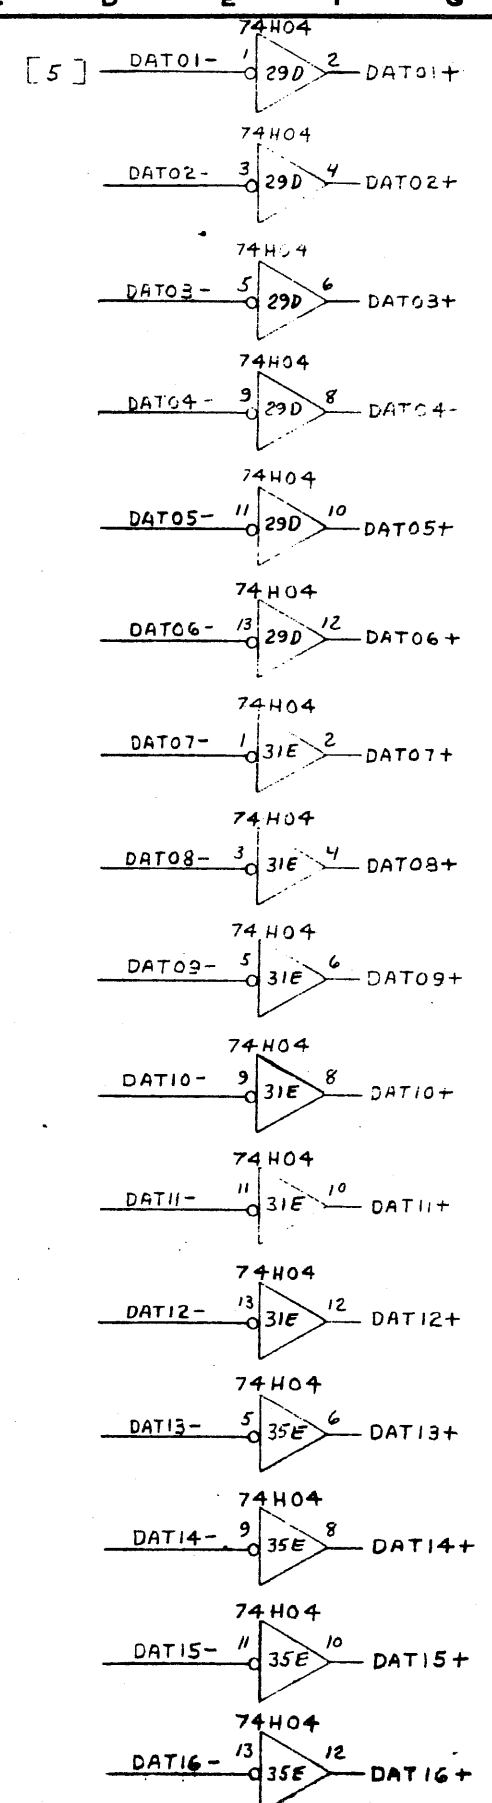 D E F G
74H04
[5] DAT01- 1 29D 2 DAT01+
74H04
DAT02- 3 29D 4 DAT02+
74H04
DAT03- 5 29D 6 DAT03+
74H04
DAT04- 9 29D 8 DAT04-
74H04
DAT05- 11 29D 10 DAT05+
74H04
DAT06- 13 29D 12 DAT06+
74H04
DAT07- 1 31E 2 DAT07+
74H04
DAT08- 3 31E 4 DAT08+
74H04
DAT09- 5 31E 6 DAT09+
74H04
DAT10- 9 31E 8 DAT10+
74H04
DAT11- 11 31E 10 DAT11+
74H04
DAT12- 13 31E 12 DAT12+
74H04
DAT13- 5 35E 6 DAT13+
74H04
DAT14- 9 35E 8 DAT14+
74H04
DAT15- 11 35E 10 DAT15+
74H04
DAT16- 13 35E 12 DAT16+